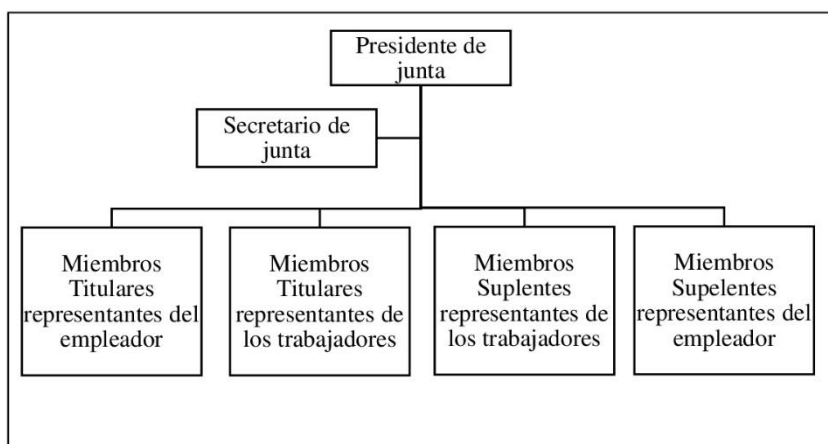 Presidente de
junta
Secretario de
junta
Miembros
Titulares
representantes del
empleador
Miembros
Titulares
representantes de
los trabajadores
Miembros
Suplentes
representantes de
los trabajadores
Miembros
Supelentes
representantes del
empleador